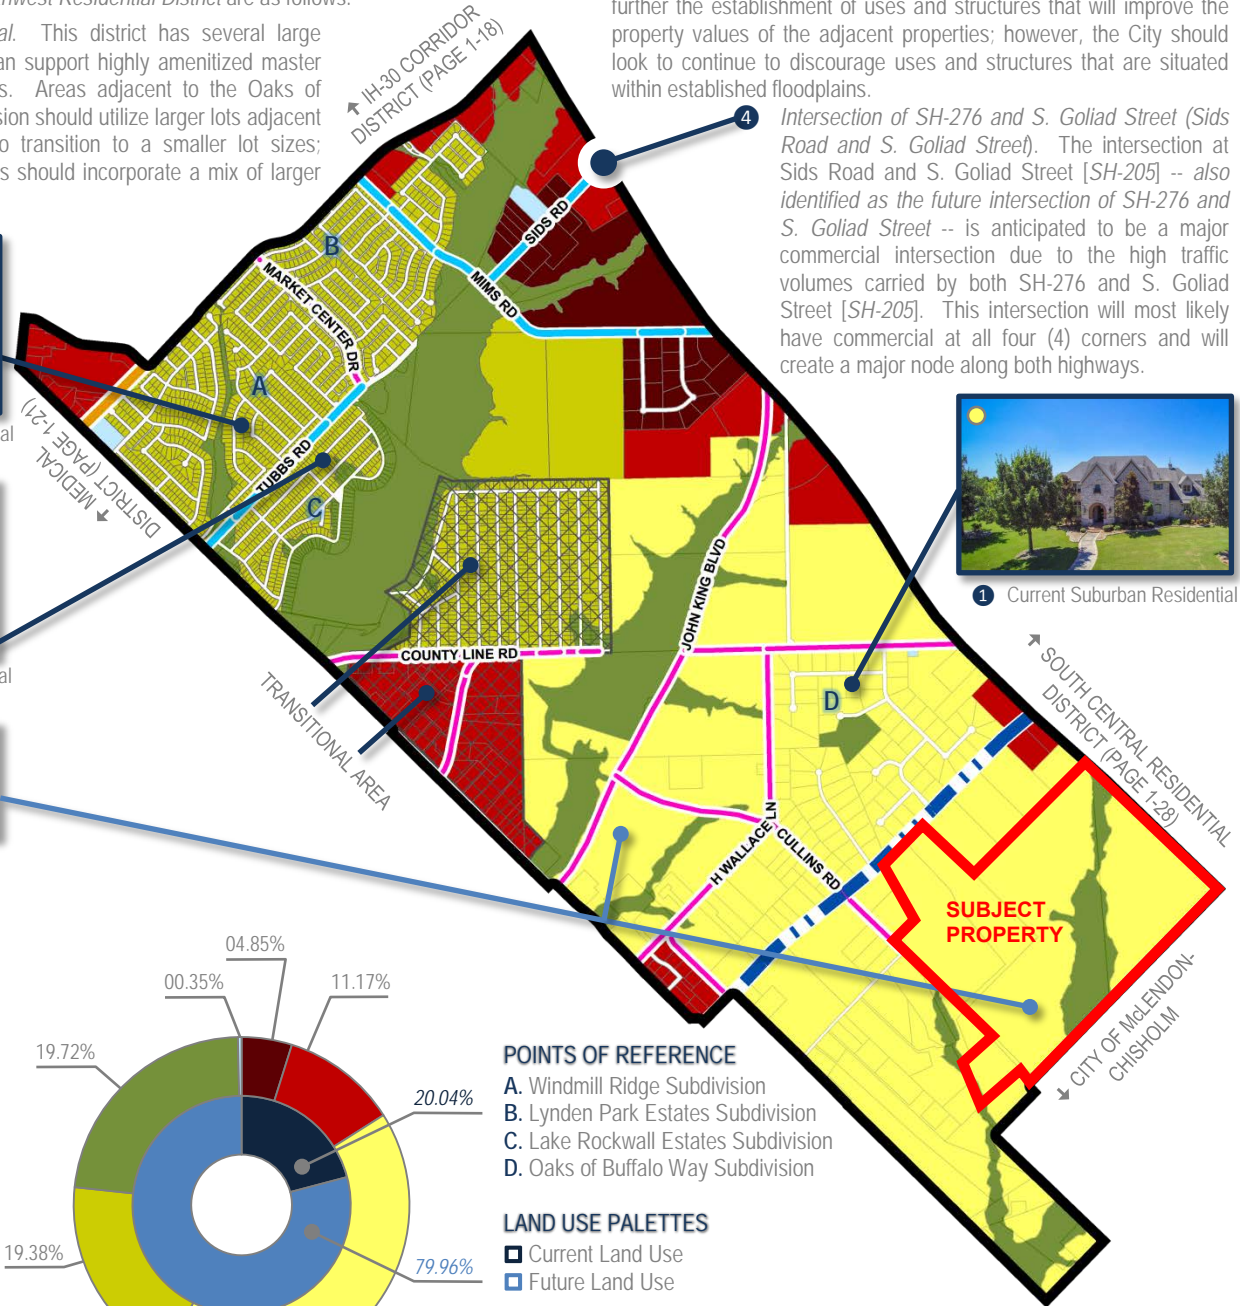 nwest Residential District are as follows:
al. This district has several large
an support highly amenitized master
s. Areas adjacent to the Oaks of
sion should utilize larger lots adjacent
o transition to a smaller lot sizes;
s should incorporate a mix of larger
further the establishment of uses and structures that will improve the
property values of the adjacent properties; however, the City should
look to continue to discourage uses and structures that are situated
within established floodplains.
4 Intersection of SH-276 and S. Goliad Street (Sids
Road and S. Goliad Street). The intersection at
Sids Road and S. Goliad Street [SH-205] -- also
identified as the future intersection of SH-276 and
S. Goliad Street -- is anticipated to be a major
commercial intersection due to the high traffic
volumes carried by both SH-276 and S. Goliad
Street [SH-205]. This intersection will most likely
have commercial at all four (4) corners and will
create a major node along both highways.
IH-30 CORRIDOR
DISTRICT (PAGE 1-18)
SIDS RD
MIMS RD
B
MARKET CENTER DR
A
TUBBS RD
C
MEDICAL
DISTRICT (PAGE 1-21)
al
al
1 Current Suburban Residential
JOHN KING BLVD
COUNTY LINE RD
TRANSITIONAL AREA
D
SOUTH CENTRAL RESIDENTIAL
DISTRICT (PAGE 1-28)
H WALLACE LN
CULLINS RD
SUBJECT
PROPERTY
CITY OF McLENDON-
CHISHOLM
04.85%
00.35%
11.17%
19.72%
20.04%
19.38%
79.96%
POINTS OF REFERENCE
A. Windmill Ridge Subdivision
B. Lynden Park Estates Subdivision
C. Lake Rockwall Estates Subdivision
D. Oaks of Buffalo Way Subdivision
LAND USE PALETTES
Current Land Use
Future Land Use